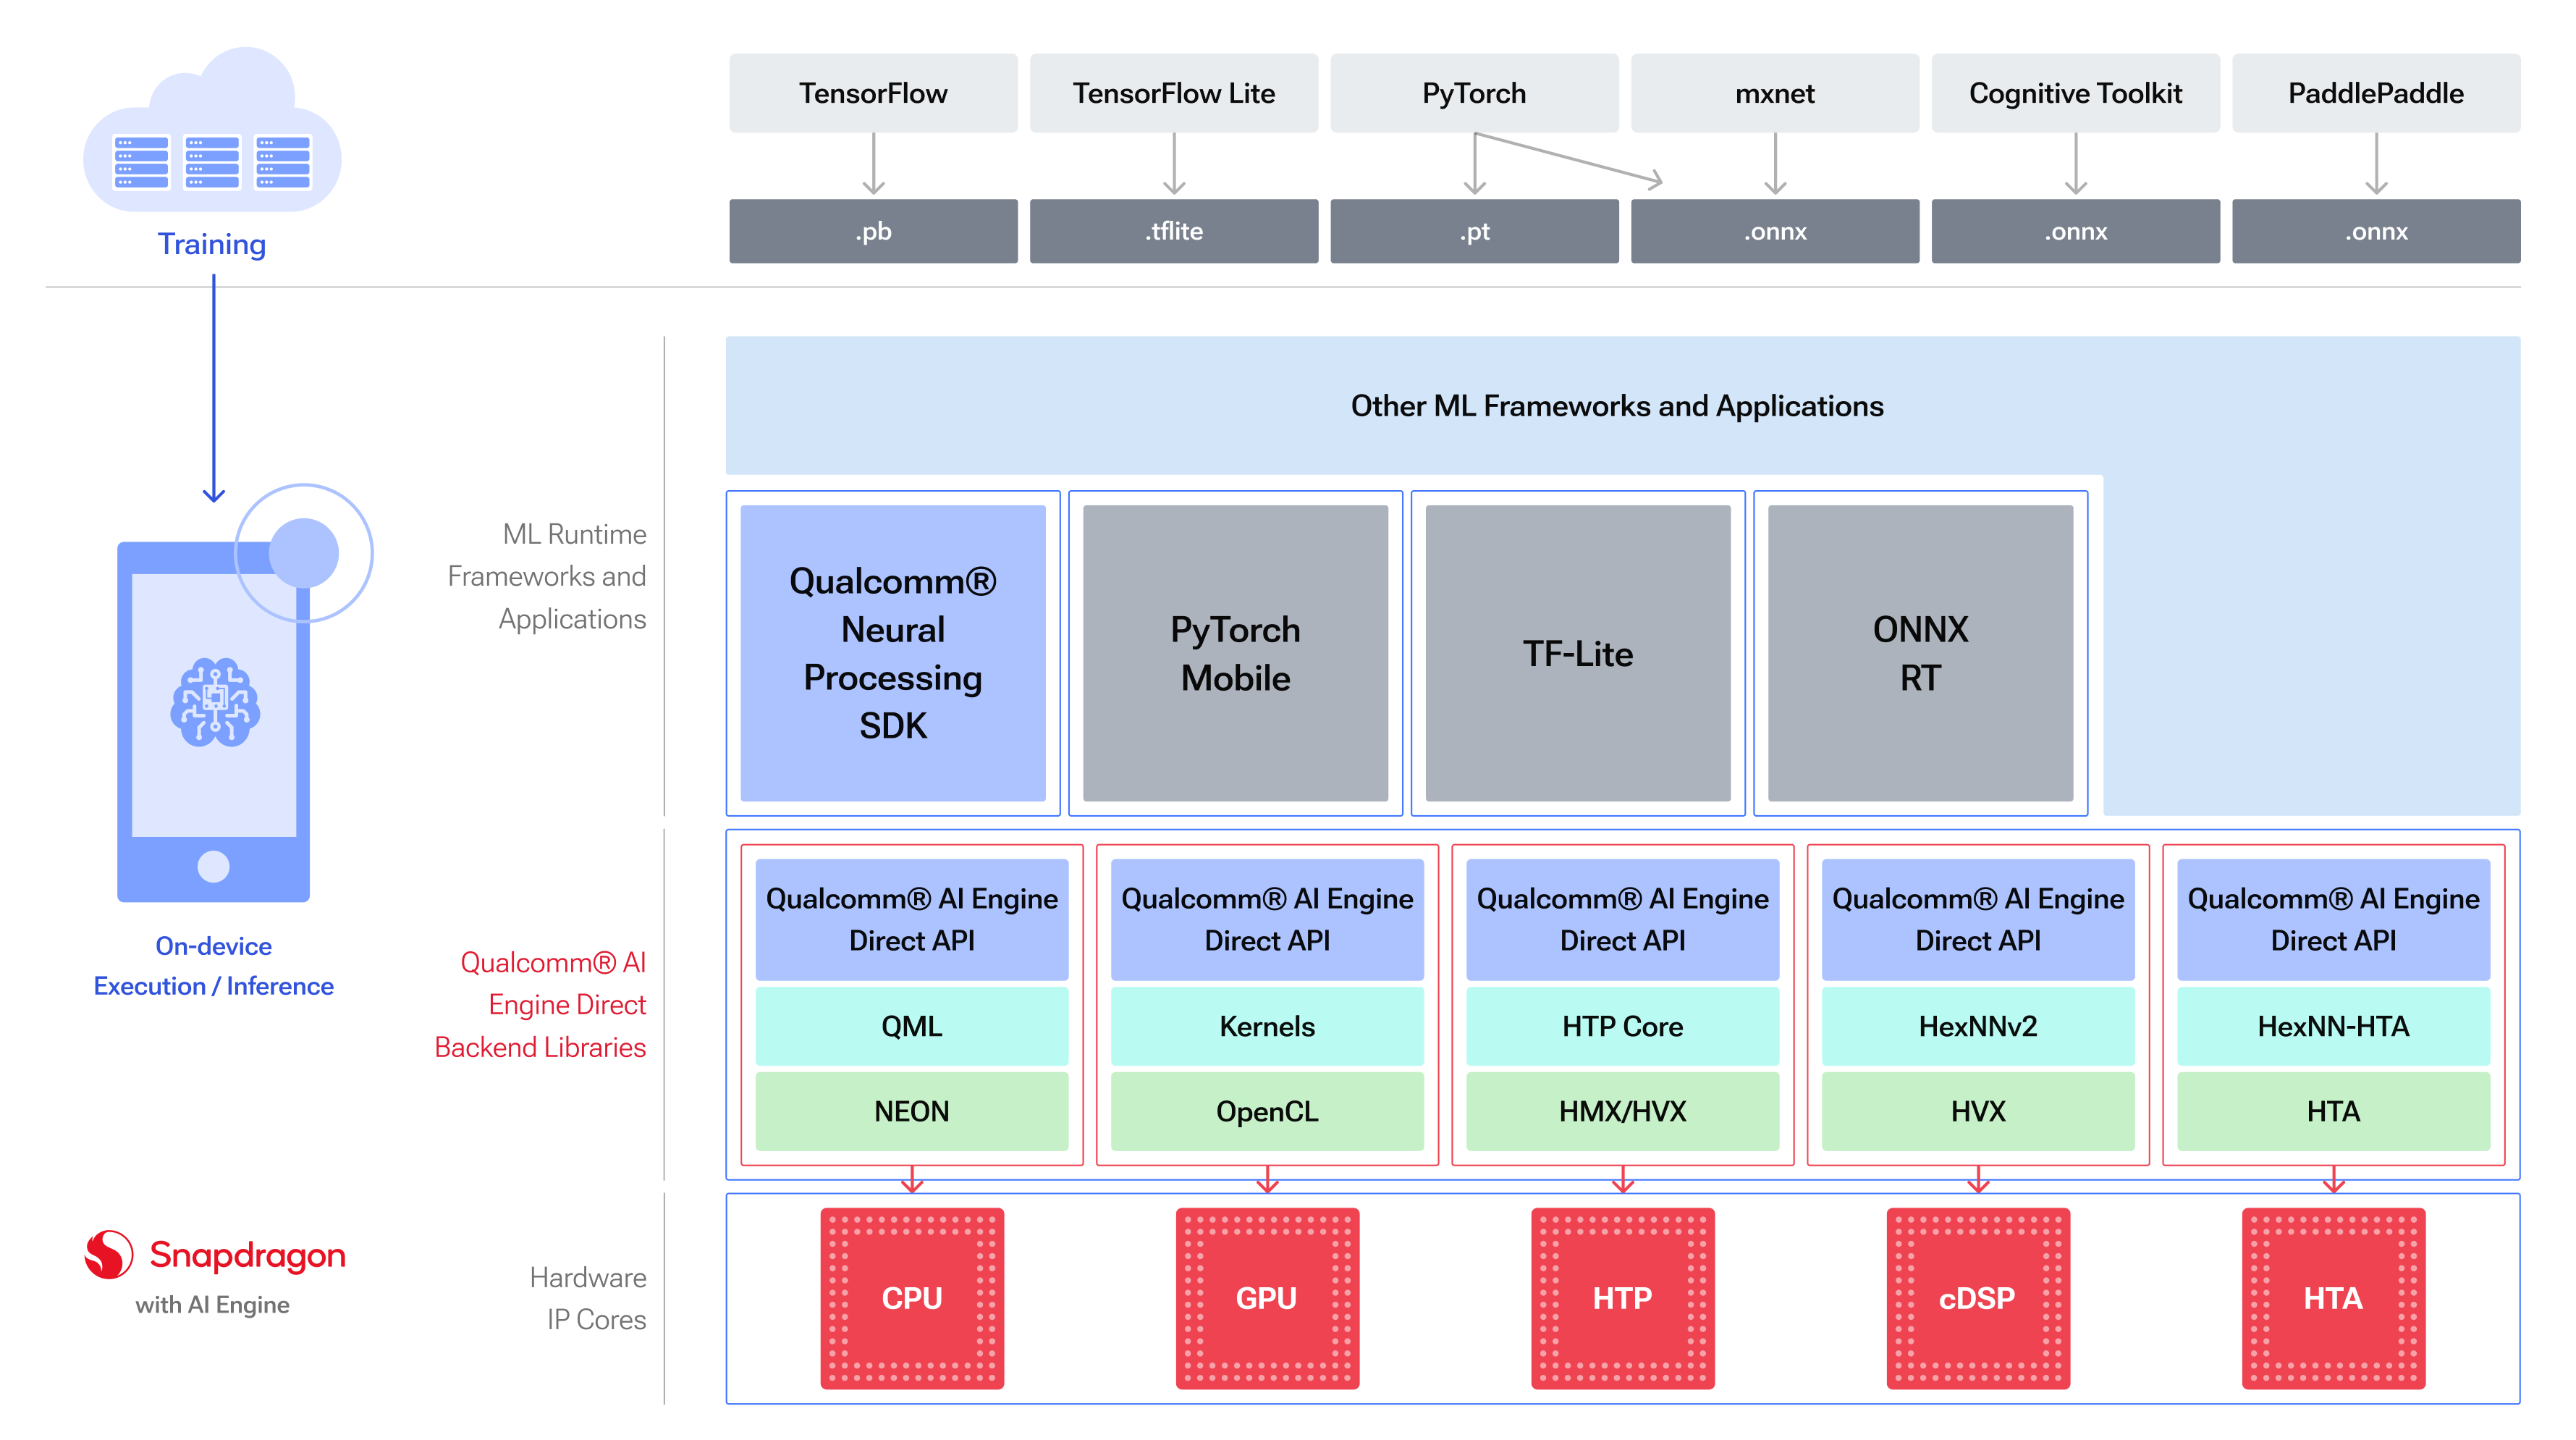 TensorFlow
TensorFlow Lite
PyTorch
mxnet
Cognitive Toolkit
PaddlePaddle
.pb
.tflite
.pt
.onnx
.onnx
.onnx
Training
Other ML Frameworks and Applications
ML Runtime
Frameworks and
Applications
Qualcomm®
Neural
Processing
SDK
PyTorch
Mobile
TF-Lite
ONNX
RT
On-device
Execution / Inference
Qualcomm® AI
Engine Direct
Backend Libraries
Qualcomm® AI Engine
Direct API
QML
NEON
Qualcomm® AI Engine
Direct API
Kernels
OpenCL
Qualcomm® AI Engine
Direct API
HTP Core
HMX/HVX
Qualcomm® AI Engine
Direct API
HexNNv2
HVX
Qualcomm® AI Engine
Direct API
HexNN-HTA
HTA
Snapdragon
with AI Engine
Hardware
IP Cores
CPU
GPU
HTP
cDSP
HTA